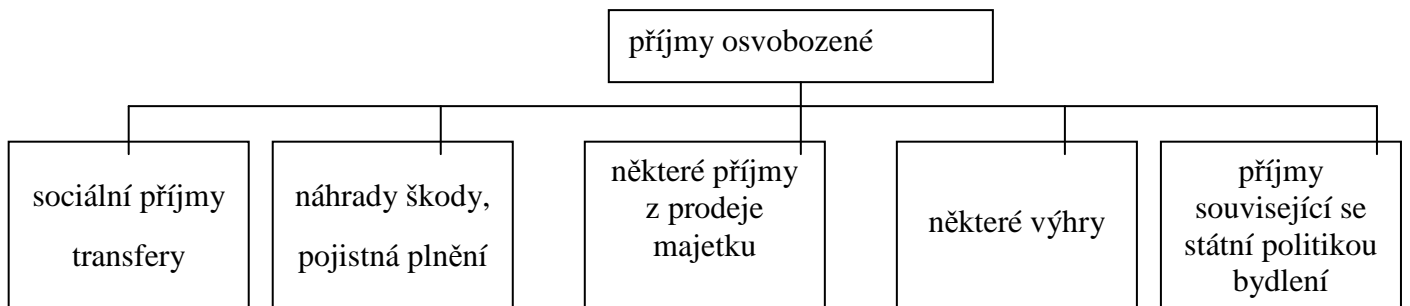 příjmy osvobozené
sociální příjmy
transfery
náhrady škody,
pojistná plnění
některé příjmy
z prodeje
majetku
některé výhry
příjmy
související se
státní politikou
bydlení